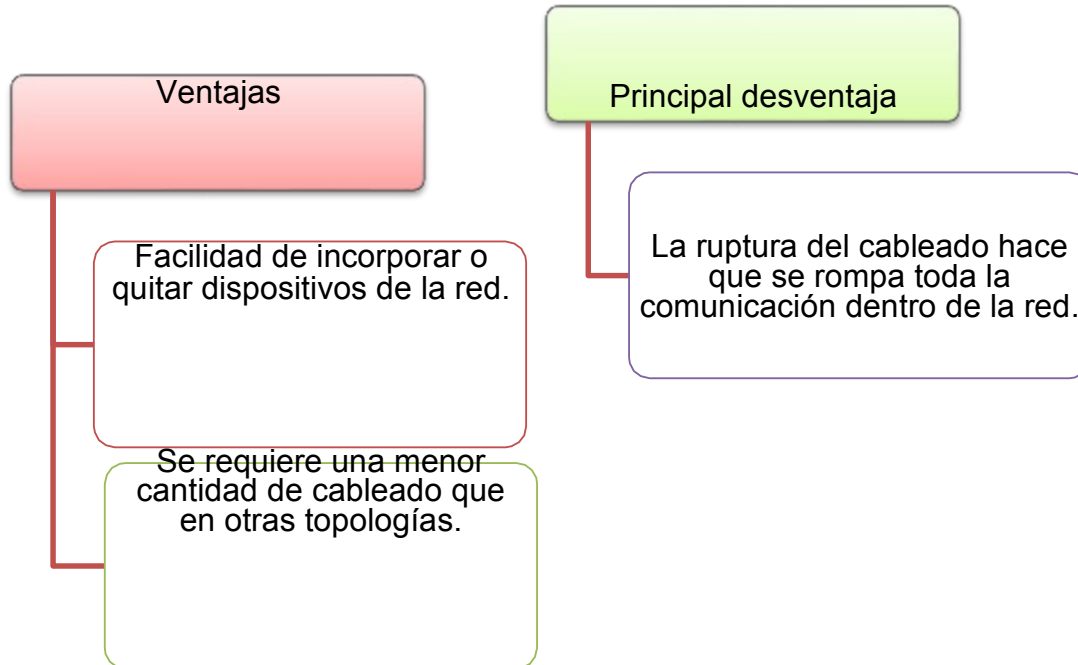 Ventajas
Facilidad de incorporar o
quitar dispositivos de la red.
Se requiere una menor
cantidad de cableado que
en otras topologías.
Principal desventaja
La ruptura del cableado hace
que se rompa toda la
comunicación dentro de la red.